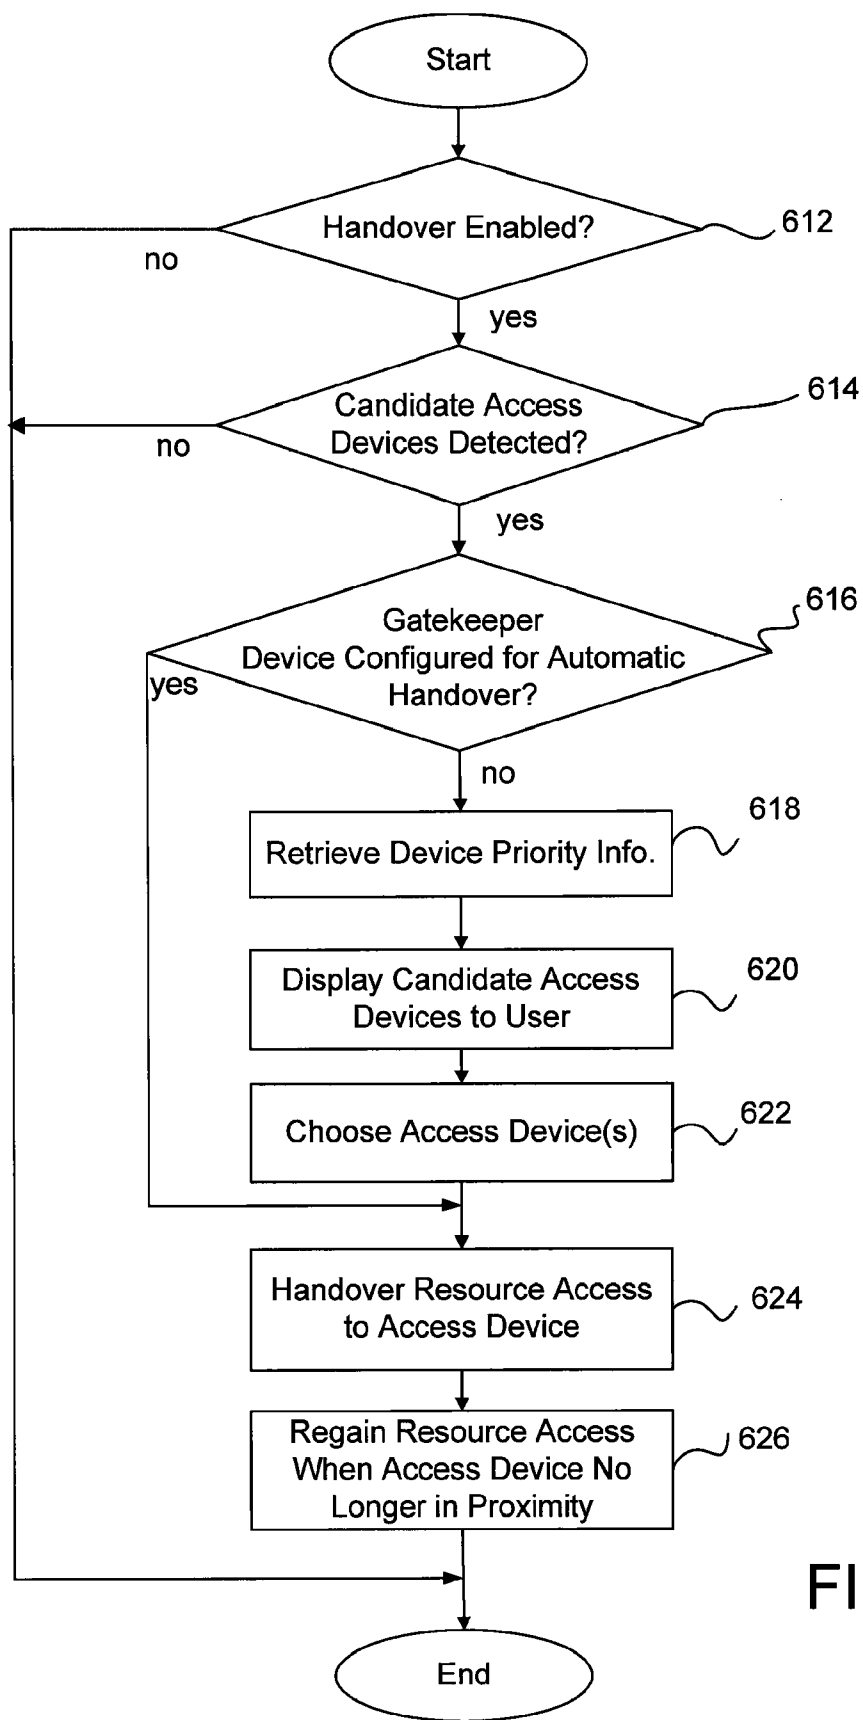 Start
Handover Enabled?
612
no
yes
Candidate Access
Devices Detected?
614
no
yes
Gatekeeper
Device Configured for Automatic
Handover?
616
yes
no
618
Retrieve Device Priority Info.
Display Candidate Access
Devices to User
620
Choose Access Device(s)
622
Handover Resource Access
to Access Device
624
Regain Resource Access
When Access Device No
Longer in Proximity
626
FI
End